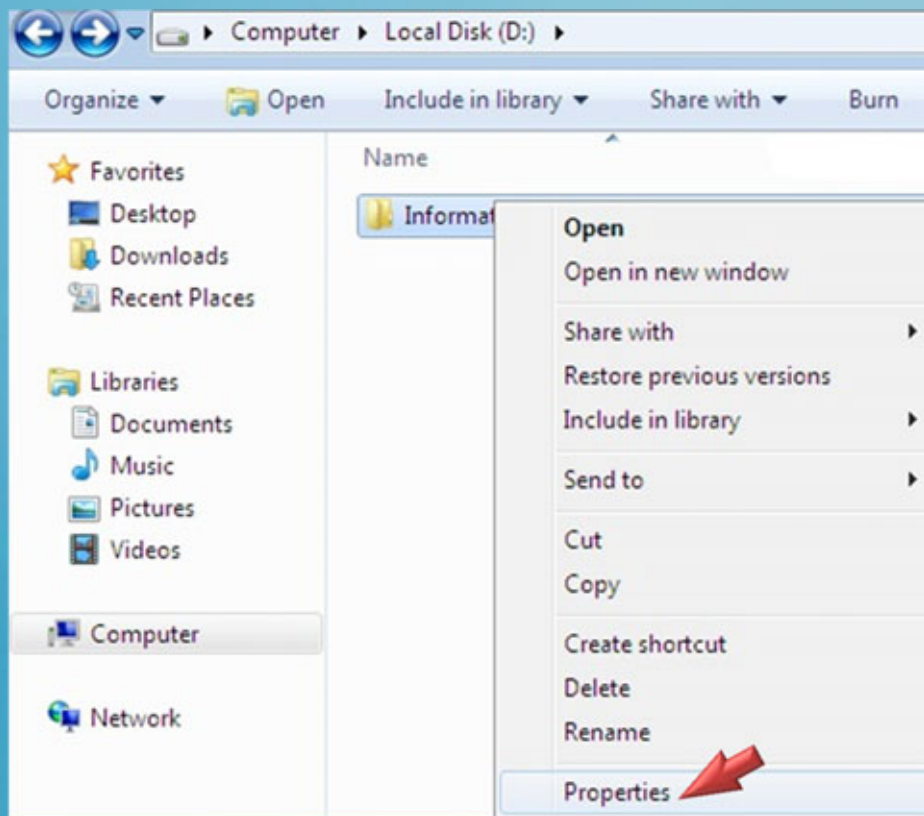 Computer Local Disk (D:)
Organize Open Include in library Share with Burn
Favorites
Desktop
Downloads
Recent Places
Libraries
Documents
Music
Pictures
Videos
Computer
Network
Name
Informat
Open
Open in new window
Share with
Restore previous versions
Include in library
Send to
Cut
Copy
Create shortcut
Delete
Rename
Properties